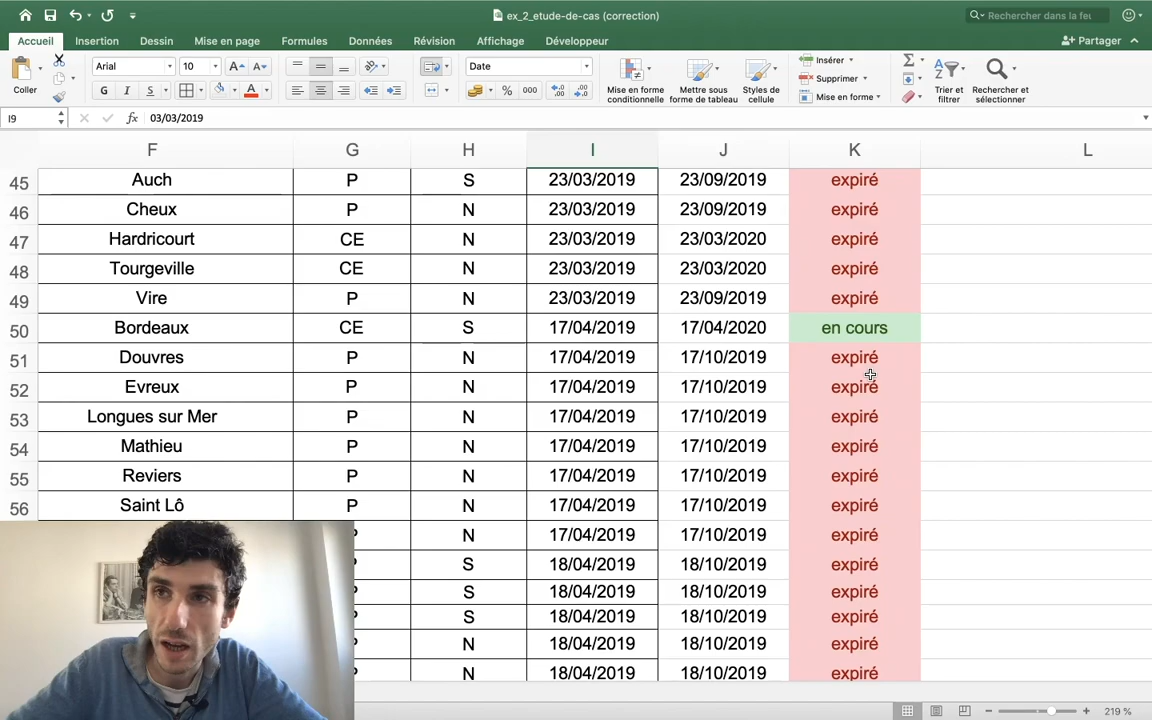 ex_2_etude-de-cas (correction)
Rechercher dans la feu
Accueil Insertion Dessin Mise en page Formules Données Révision Affichage Développeur
Partager
Coller
Arial 10
G I S
Date
% 000
Mise en forme conditionnelle
Mettre sous forme de tableau
Styles de cellule
Insérer
Supprimer
Mise en forme
Trier et filtrer
Rechercher et sélectionner
I9 fx 03/03/2019
F G H I J K L
45 Auch P S 23/03/2019 23/09/2019 expiré
46 Cheux P N 23/03/2019 23/09/2019 expiré
47 Hardricourt CE N 23/03/2019 23/03/2020 expiré
48 Tourgeville CE N 23/03/2019 23/03/2020 expiré
49 Vire P N 23/03/2019 23/09/2019 expiré
50 Bordeaux CE S 17/04/2019 17/04/2020 en cours
51 Douvres P N 17/04/2019 17/10/2019 expiré
52 Evreux P N 17/04/2019 17/10/2019 expiré
53 Longues sur Mer P N 17/04/2019 17/10/2019 expiré
54 Mathieu P N 17/04/2019 17/10/2019 expiré
55 Reviers P N 17/04/2019 17/10/2019 expiré
56 Saint Lô P N 17/04/2019 17/10/2019 expiré
N 17/04/2019 17/10/2019 expiré
S 18/04/2019 18/10/2019 expiré
S 18/04/2019 18/10/2019 expiré
S 18/04/2019 18/10/2019 expiré
N 18/04/2019 18/10/2019 expiré
N 18/04/2019 18/10/2019 expiré
219 %